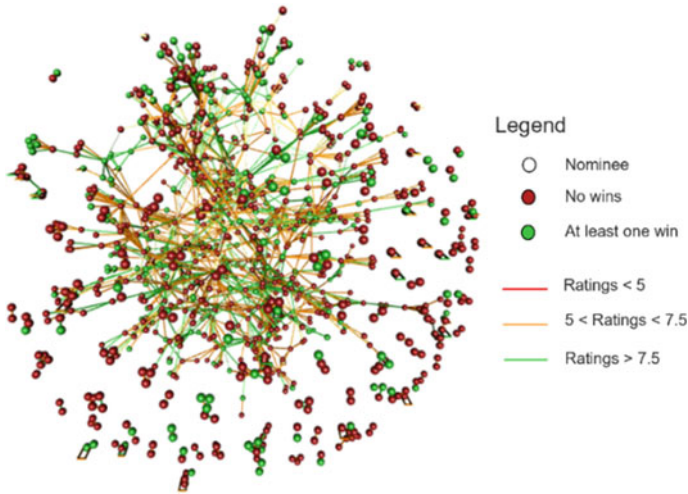 Legend
Nominee
No wins
At least one win
Ratings < 5
5 < Ratings < 7.5
Ratings > 7.5